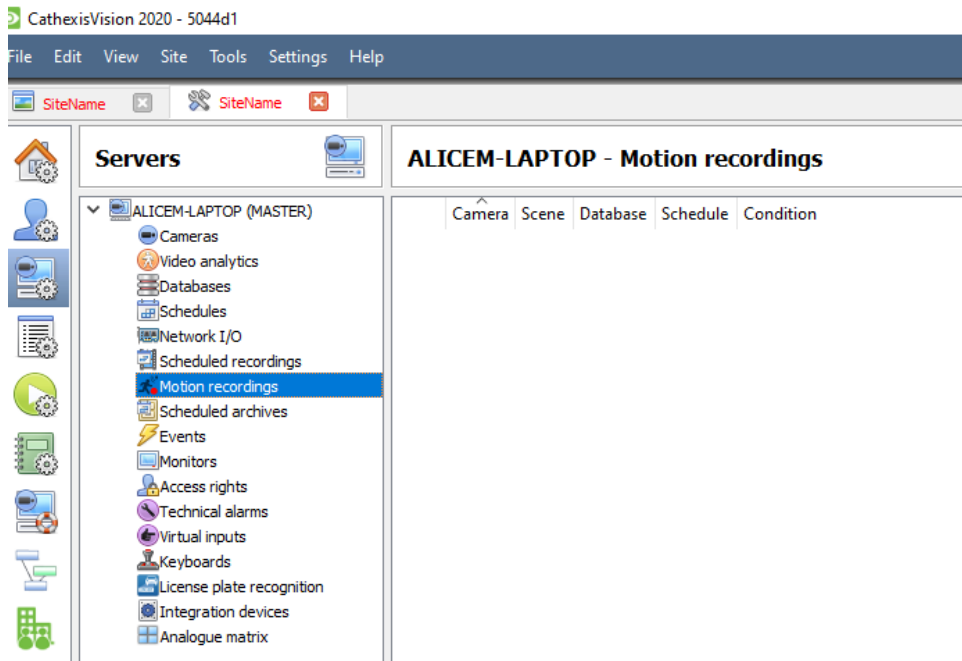 CathexisVision 2020 - 5044d1
File Edit View Site Tools Settings Help
SiteName SiteName
Servers
ALICEM-LAPTOP - Motion recordings
ALICEM-LAPTOP (MASTER)
Camera Scene Database Schedule Condition
Cameras
Video analytics
Databases
Schedules
Network I/O
Scheduled recordings
Motion recordings
Scheduled archives
Events
Monitors
Access rights
Technical alarms
Virtual inputs
Keyboards
License plate recognition
Integration devices
Analogue matrix